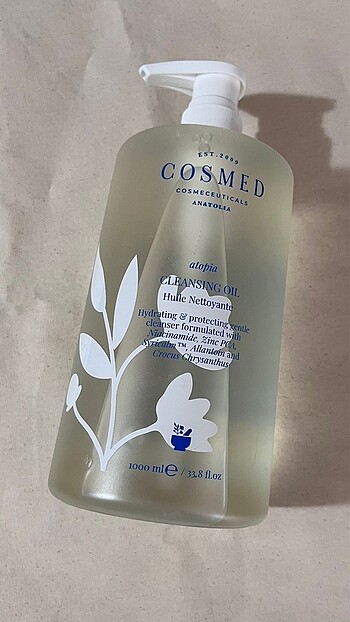 EST. 2009
COSMED
COSMECEUTICALS
ANATOLIA
atopia
CLEANSING OIL
Huile Nettoyante
Hydrating & protecting gentle
cleanser formulated with
Niacinamide, Zinc PCA,
Syricalm™, Allantoin and
Crocus Chrysanthus
1000 ml e / 33.8 fl.oz